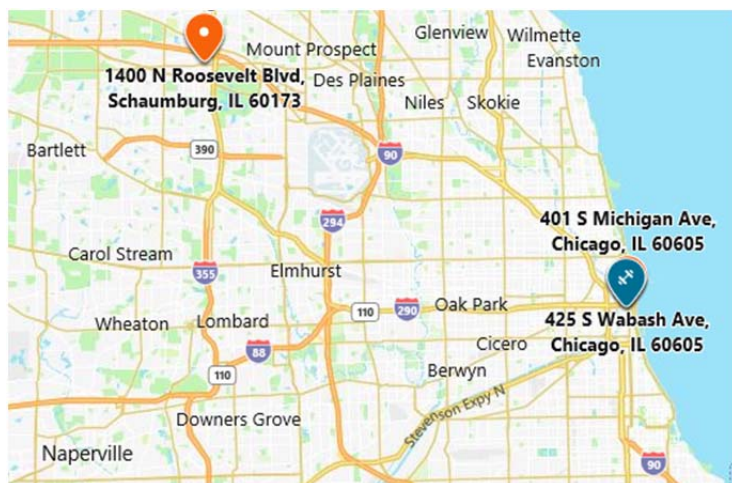 Glenview
Wilmette
Mount Prospect
Evanston
1400 N Roosevelt Blvd,
Schaumburg, IL 60173
Des Plaines
Niles
Skokie
Bartlett
390
90
294
401 S Michigan Ave,
Chicago, IL 60605
Carol Stream
355
Elmhurst
110
290
Oak Park
425 S Wabash Ave,
Chicago, IL 60605
Wheaton
Lombard
88
Cicero
110
Berwyn
Stevenson Expy N
Downers Grove
Naperville
90